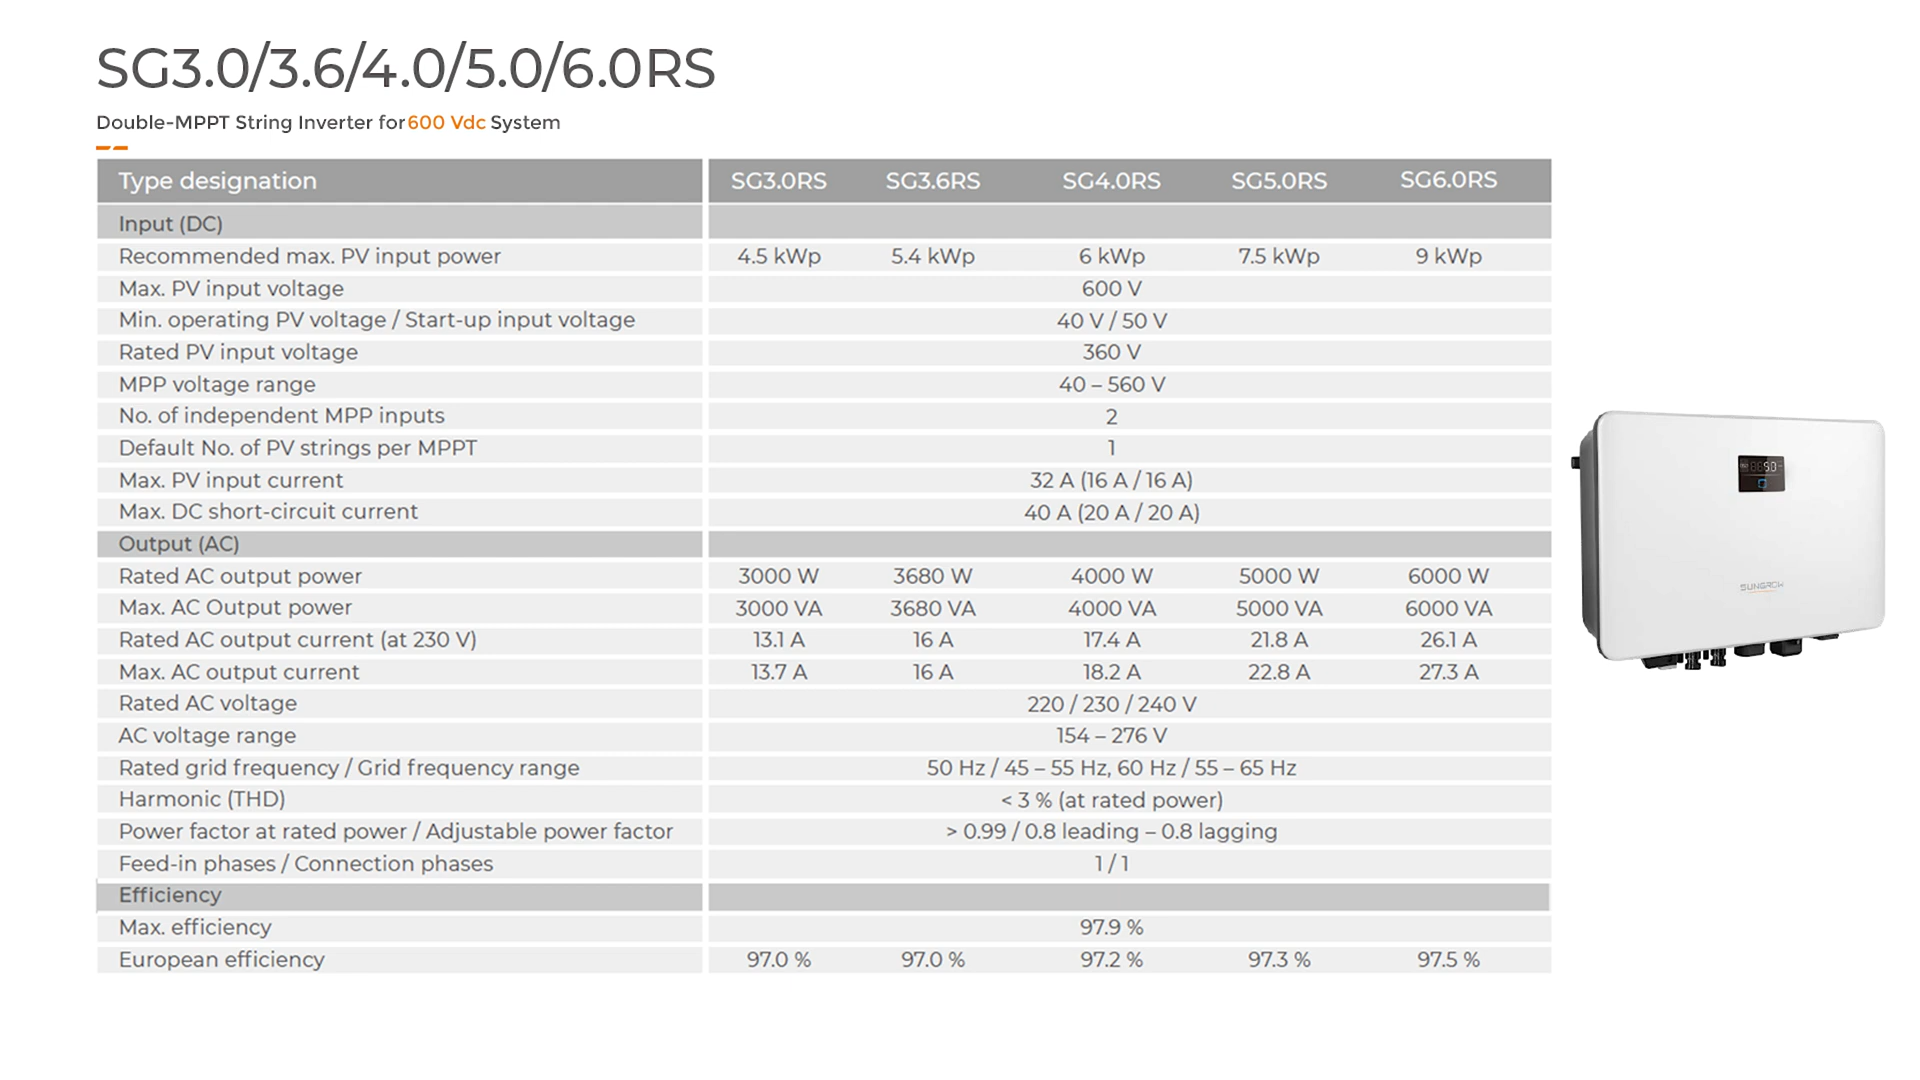 SG3.0/3.6/4.0/5.0/6.0RS
Double-MPPT String Inverter for 600 Vdc System
Type designation SG3.0RS SG3.6RS SG4.0RS SG5.0RS SG6.0RS
Input (DC)
Recommended max. PV input power 4.5 kWp 5.4 kWp 6 kWp 7.5 kWp 9 kWp
Max. PV input voltage 600 V
Min. operating PV voltage / Start-up input voltage 40 V / 50 V
Rated PV input voltage 360 V
MPP voltage range 40 – 560 V
No. of independent MPP inputs 2
Default No. of PV strings per MPPT 1
Max. PV input current 32 A (16 A / 16 A)
Max. DC short-circuit current 40 A (20 A / 20 A)
Output (AC)
Rated AC output power 3000 W 3680 W 4000 W 5000 W 6000 W
Max. AC Output power 3000 VA 3680 VA 4000 VA 5000 VA 6000 VA
Rated AC output current (at 230 V) 13.1 A 16 A 17.4 A 21.8 A 26.1 A
Max. AC output current 13.7 A 16 A 18.2 A 22.8 A 27.3 A
Rated AC voltage 220 / 230 / 240 V
AC voltage range 154 – 276 V
Rated grid frequency / Grid frequency range 50 Hz / 45 – 55 Hz, 60 Hz / 55 – 65 Hz
Harmonic (THD) < 3 % (at rated power)
Power factor at rated power / Adjustable power factor > 0.99 / 0.8 leading – 0.8 lagging
Feed-in phases / Connection phases 1 / 1
Efficiency
Max. efficiency 97.9 %
European efficiency 97.0 % 97.0 % 97.2 % 97.3 % 97.5 %
SUNGROW